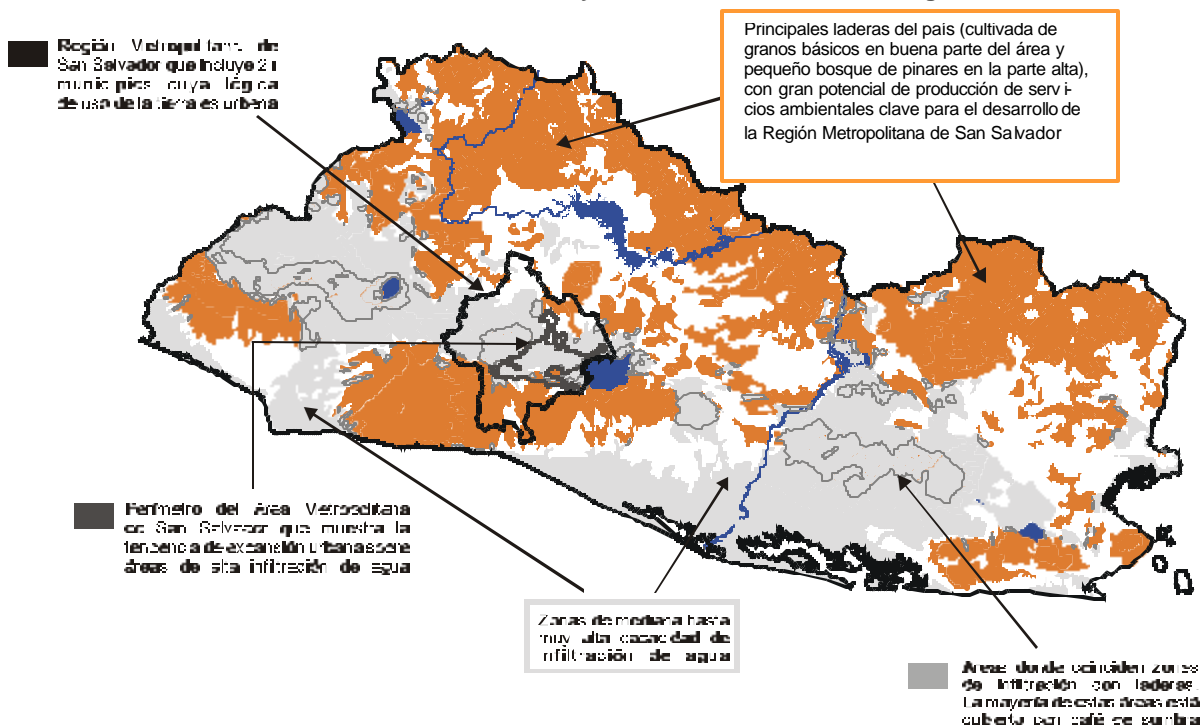 Principales laderas del país (cultivada de
granos básicos en buena parte del área y
pequeño bosque de pinares en la parte alta),
con gran potencial de producción de servi-
cios ambientales clave para el desarrollo de
la Región Metropolitana de San Salvador
Región Metropolitana de
San Salvador que incluye
municipios cuya lógica
de uso de la tierra es urbana
Perímetro del Área Metropolitana
de San Salvador que muestra la
tendencia de expansión urbana sobre
áreas de alta infiltración de agua
Zonas de mediana hasta
muy alta capacidad de
infiltración de agua
Áreas donde coinciden zonas
de infiltración con laderas.
La mayoría de estas áreas está
cubierta con café de sombra